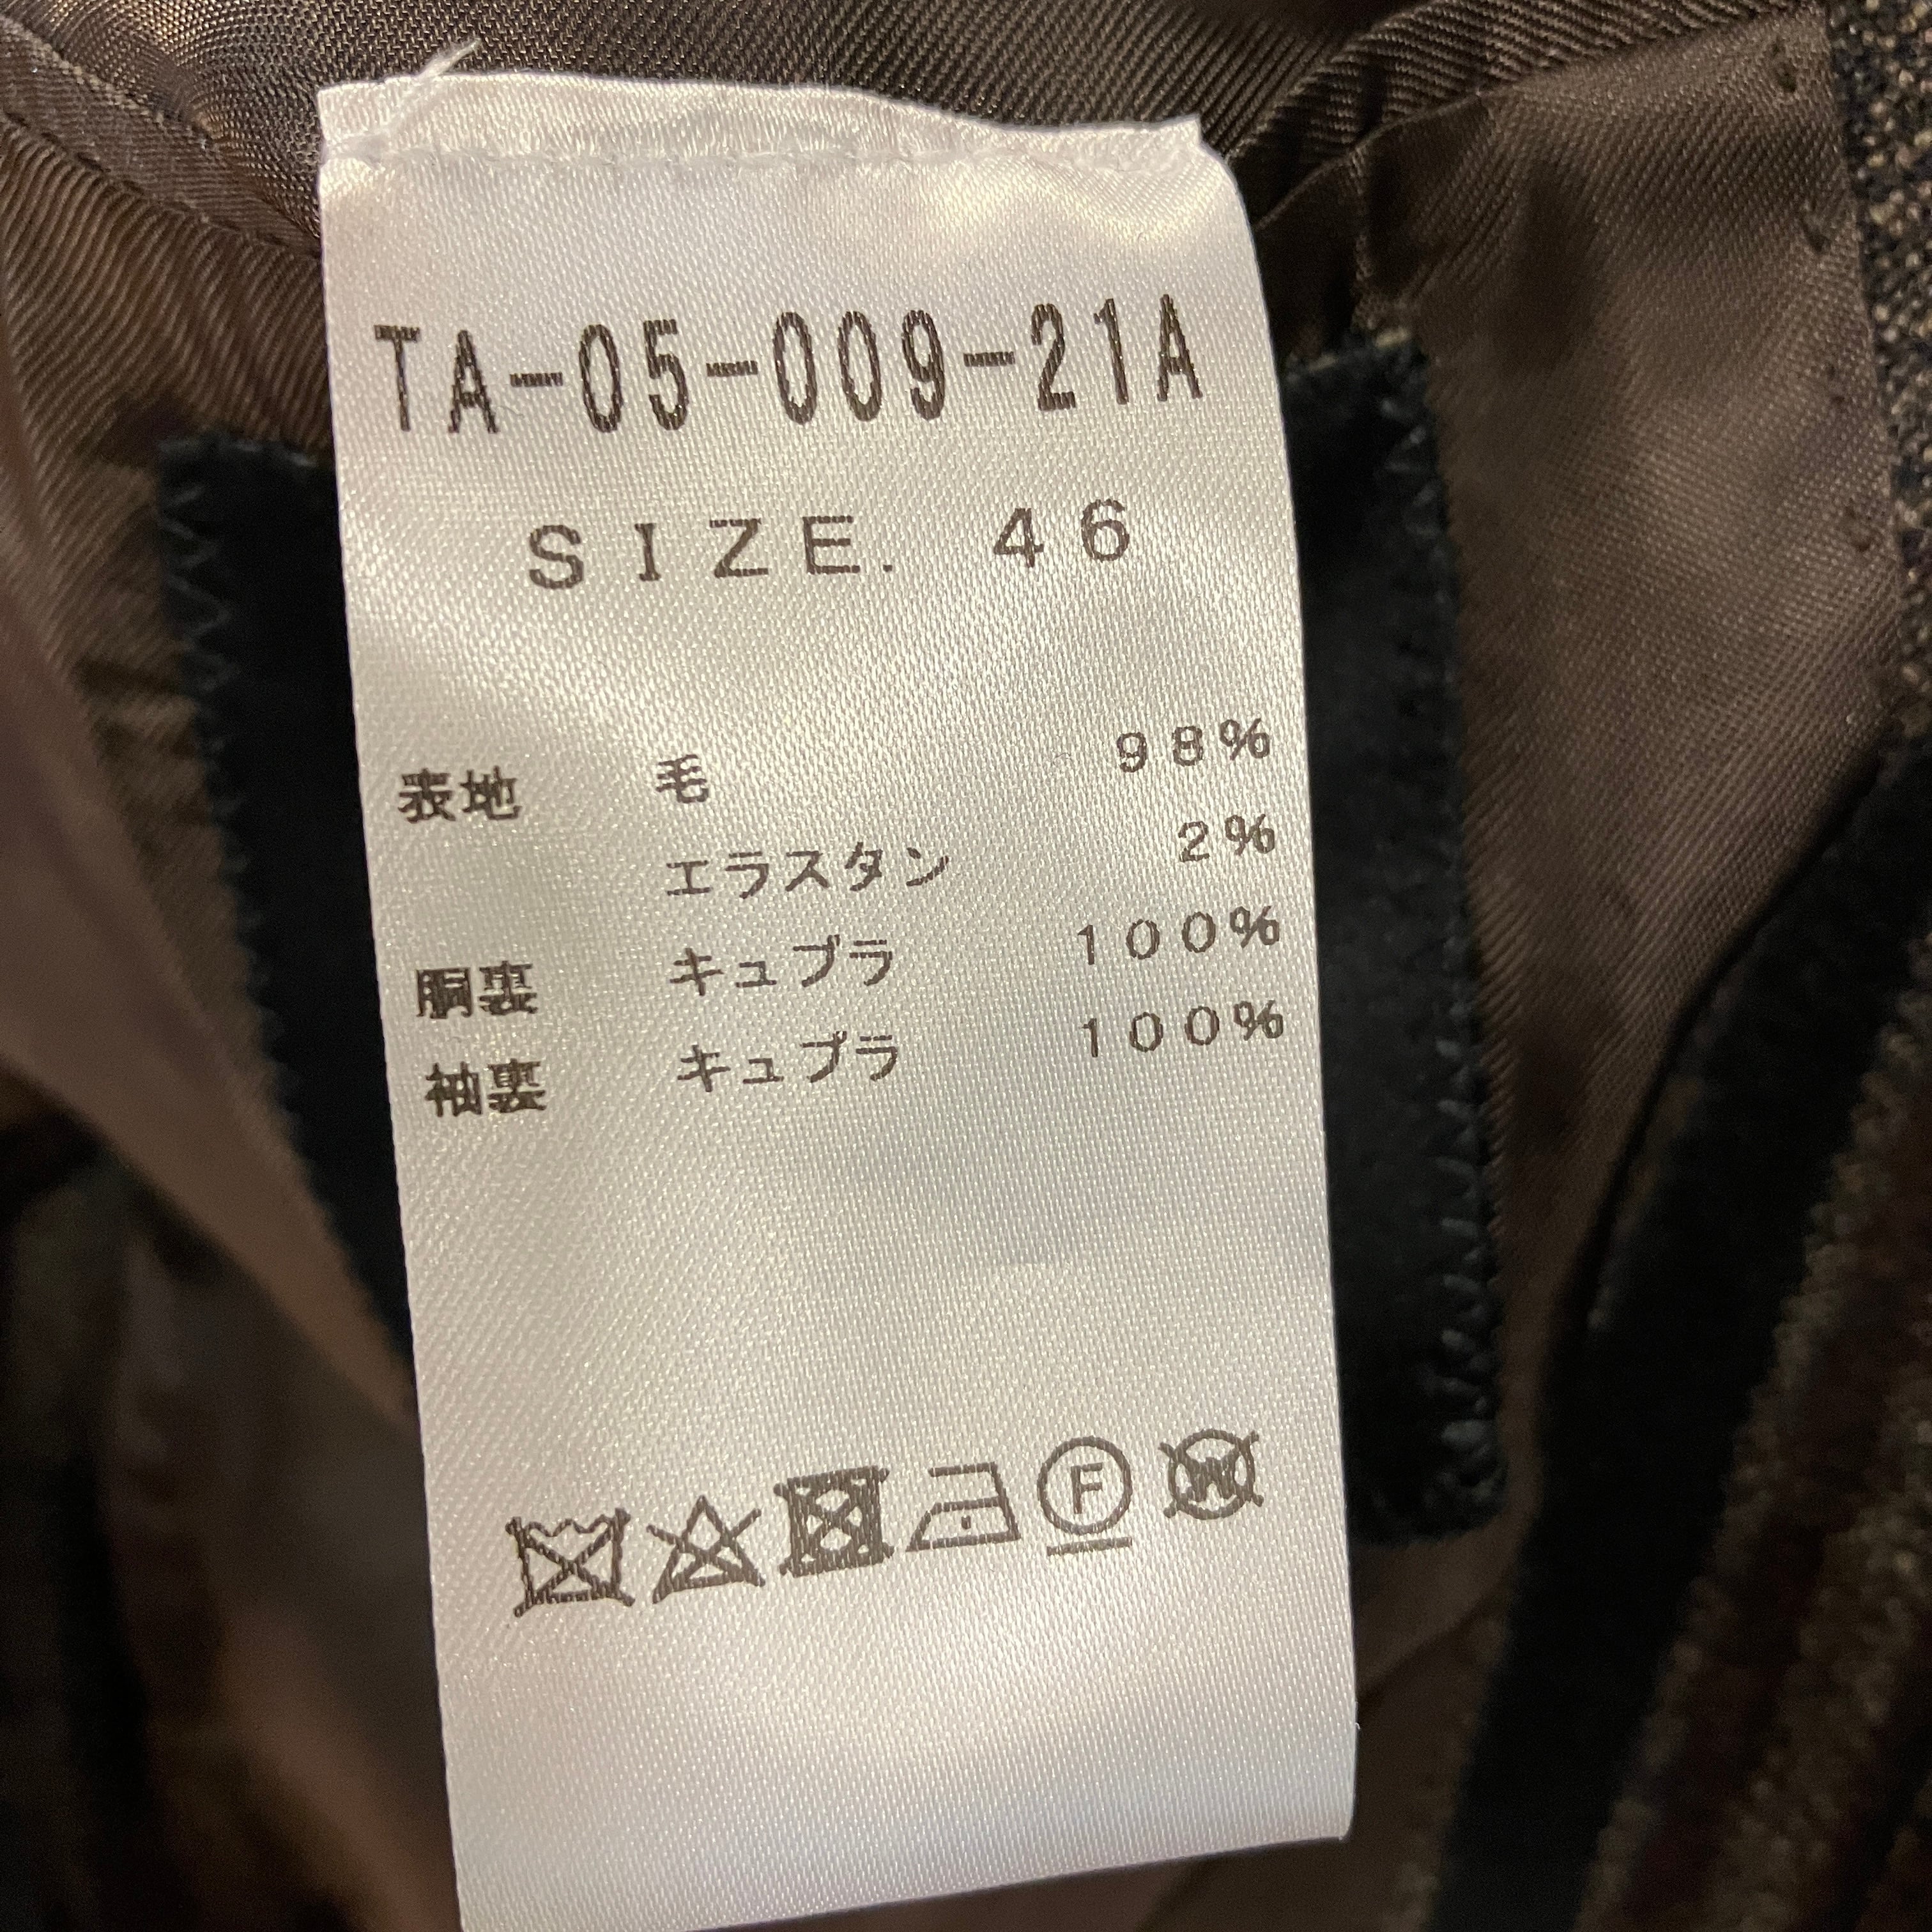 TA-05-009-21A
SIZE. 46
表地 毛 98%
エラスタン 2%
胴裏 キュプラ 100%
袖裏 キュプラ 100%
F W